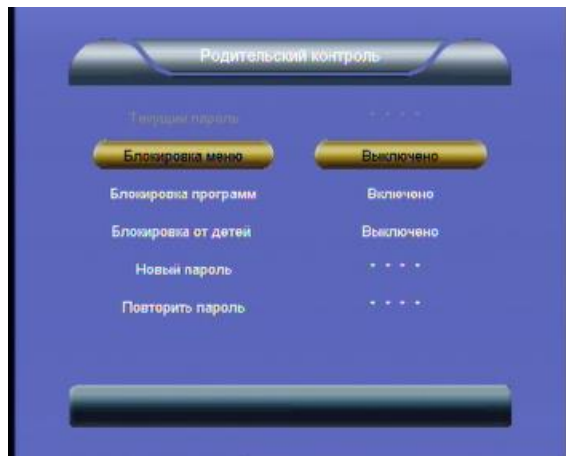 Родительский контроль
Текущий пароль - - - -
Блокировка меню Выключено
Блокировка программ Включено
Блокировка от детей Выключено
Новый пароль - - - -
Повторить пароль - - - -